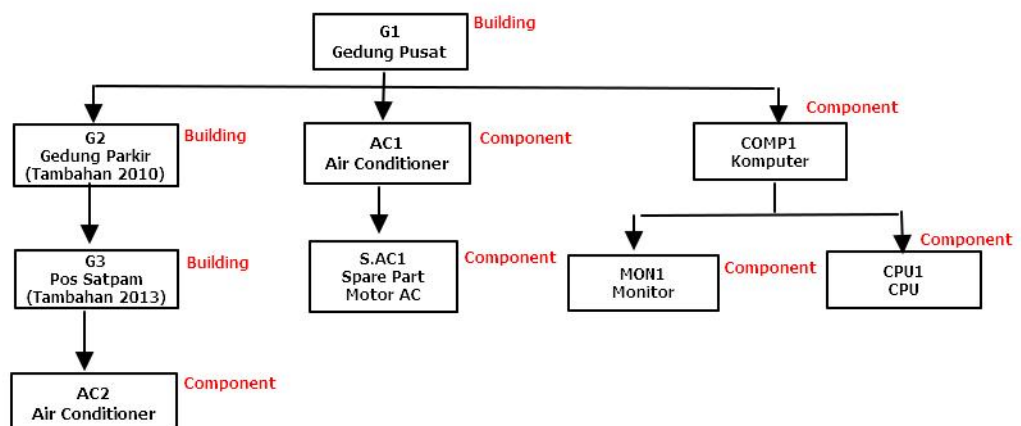 G1
Gedung Pusat
Building
G2
Gedung Parkir
(Tambahan 2010)
Building
AC1
Air Conditioner
Component
COMP1
Komputer
Component
G3
Pos Satpam
(Tambahan 2013)
Building
S.AC1
Spare Part
Motor AC
Component
MON1
Monitor
Component
CPU1
CPU
Component
AC2
Air Conditioner
Component